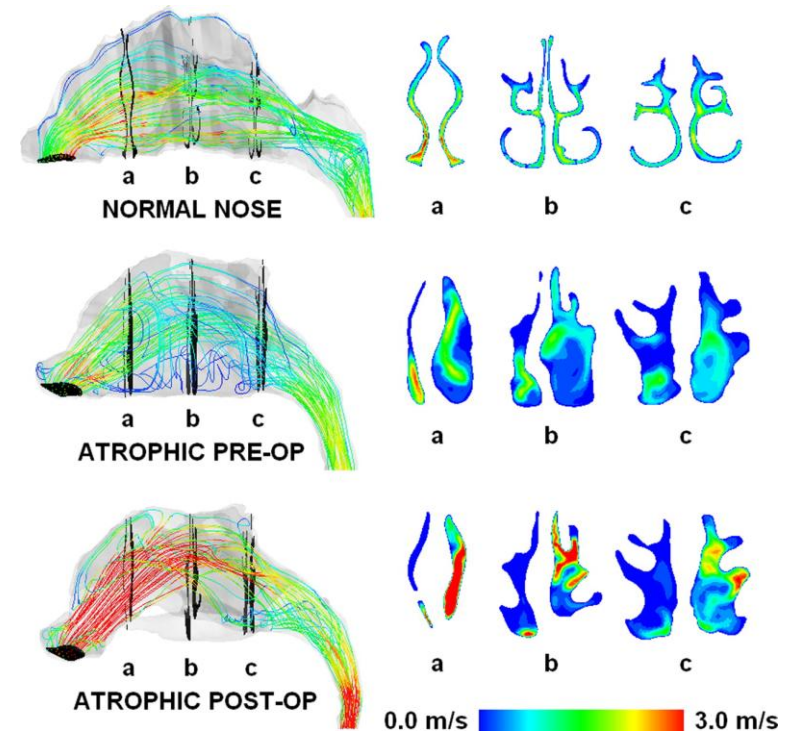 a b c a b c
NORMAL NOSE
a b c a b c
ATROPHIC PRE-OP
a b c a b c
ATROPHIC POST-OP 0.0 m/s 3.0 m/s